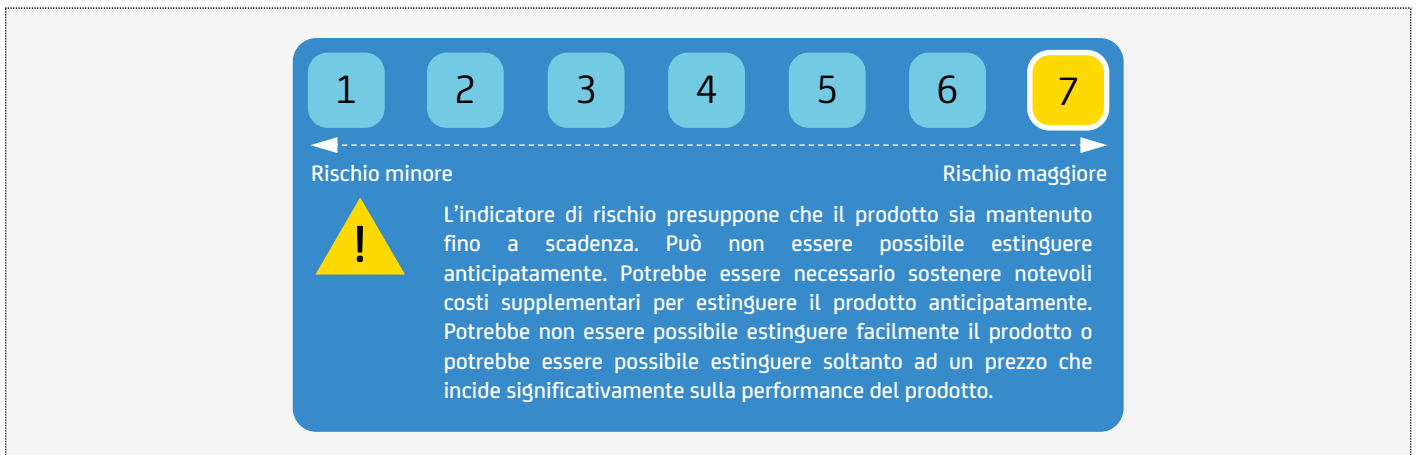 1 2 3 4 5 6 7
Rischio minore Rischio maggiore
!
L’indicatore di rischio presuppone che il prodotto sia mantenuto
fino a scadenza. Può non essere possibile estinguere
anticipatamente. Potrebbe essere necessario sostenere notevoli
costi supplementari per estinguere il prodotto anticipatamente.
Potrebbe non essere possibile estinguere facilmente il prodotto o
potrebbe essere possibile estinguere soltanto ad un prezzo che
incide significativamente sulla performance del prodotto.